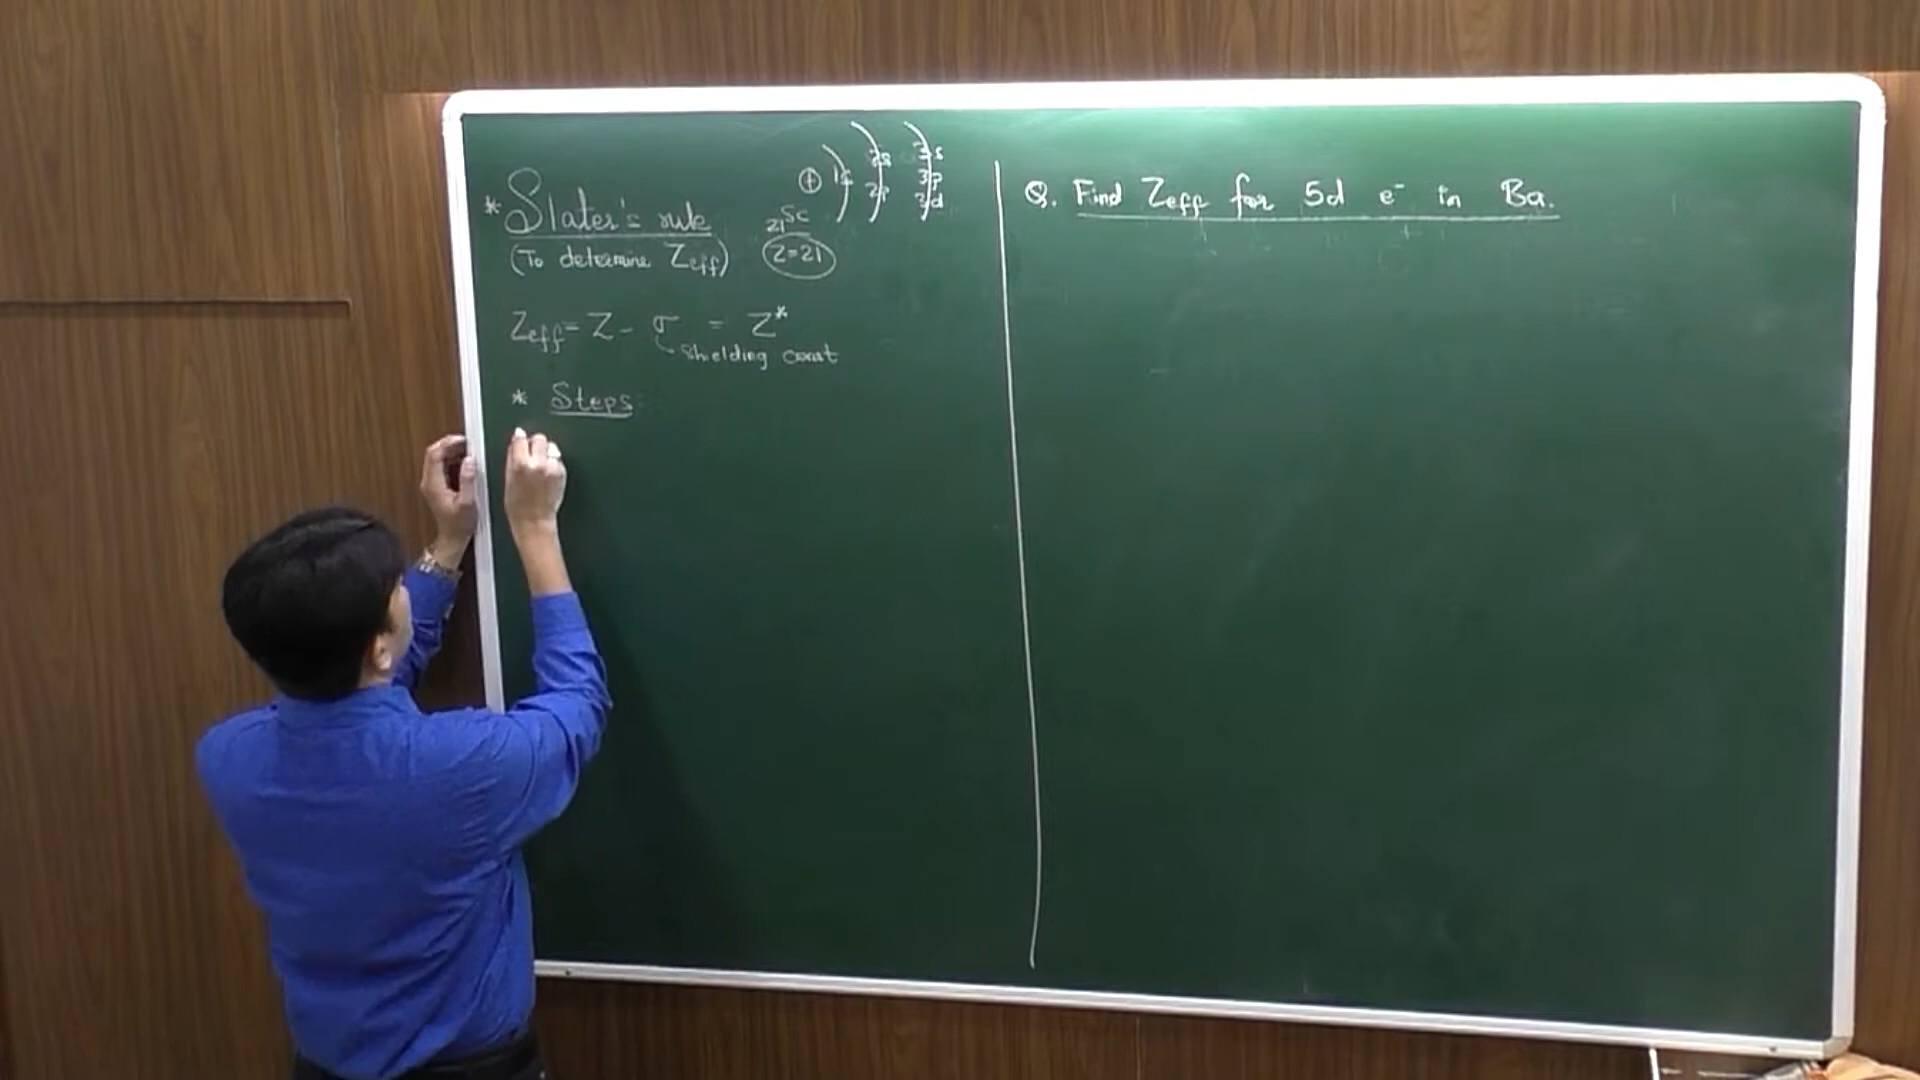 * Slater's rule
(To determine Zeff)
₂₁Sc
Z=21
⊕ 1s 2s 3s
2p 3p
3d
Zeff = Z - σ = Z*
Shielding const
* Steps:
Q. Find Zeff for 5d e⁻ in Ba.